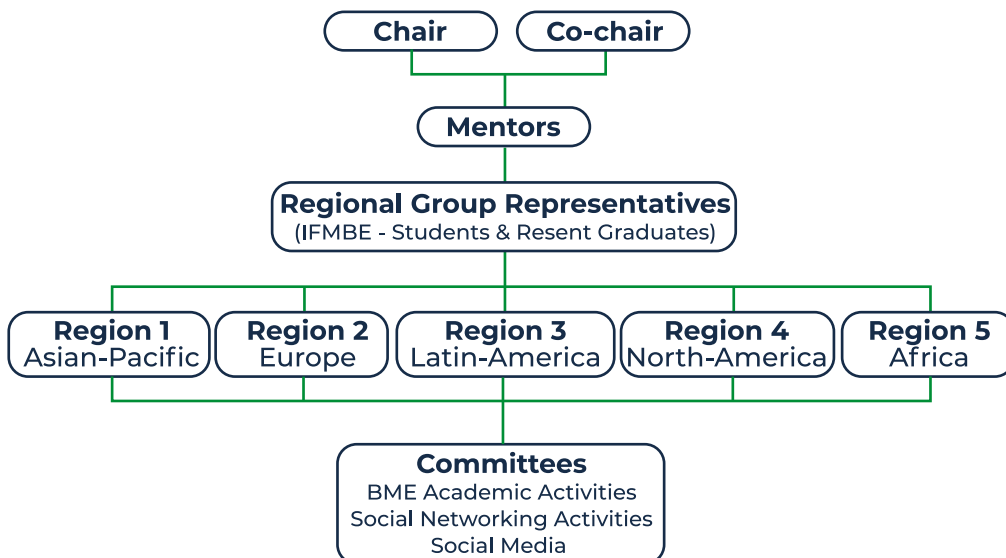 Chair
Co-chair
Mentors
Regional Group Representatives
(IFMBE - Students & Resent Graduates)
Region 1
Asian-Pacific
Region 2
Europe
Region 3
Latin-America
Region 4
North-America
Region 5
Africa
Committees
BME Academic Activities
Social Networking Activities
Social Media